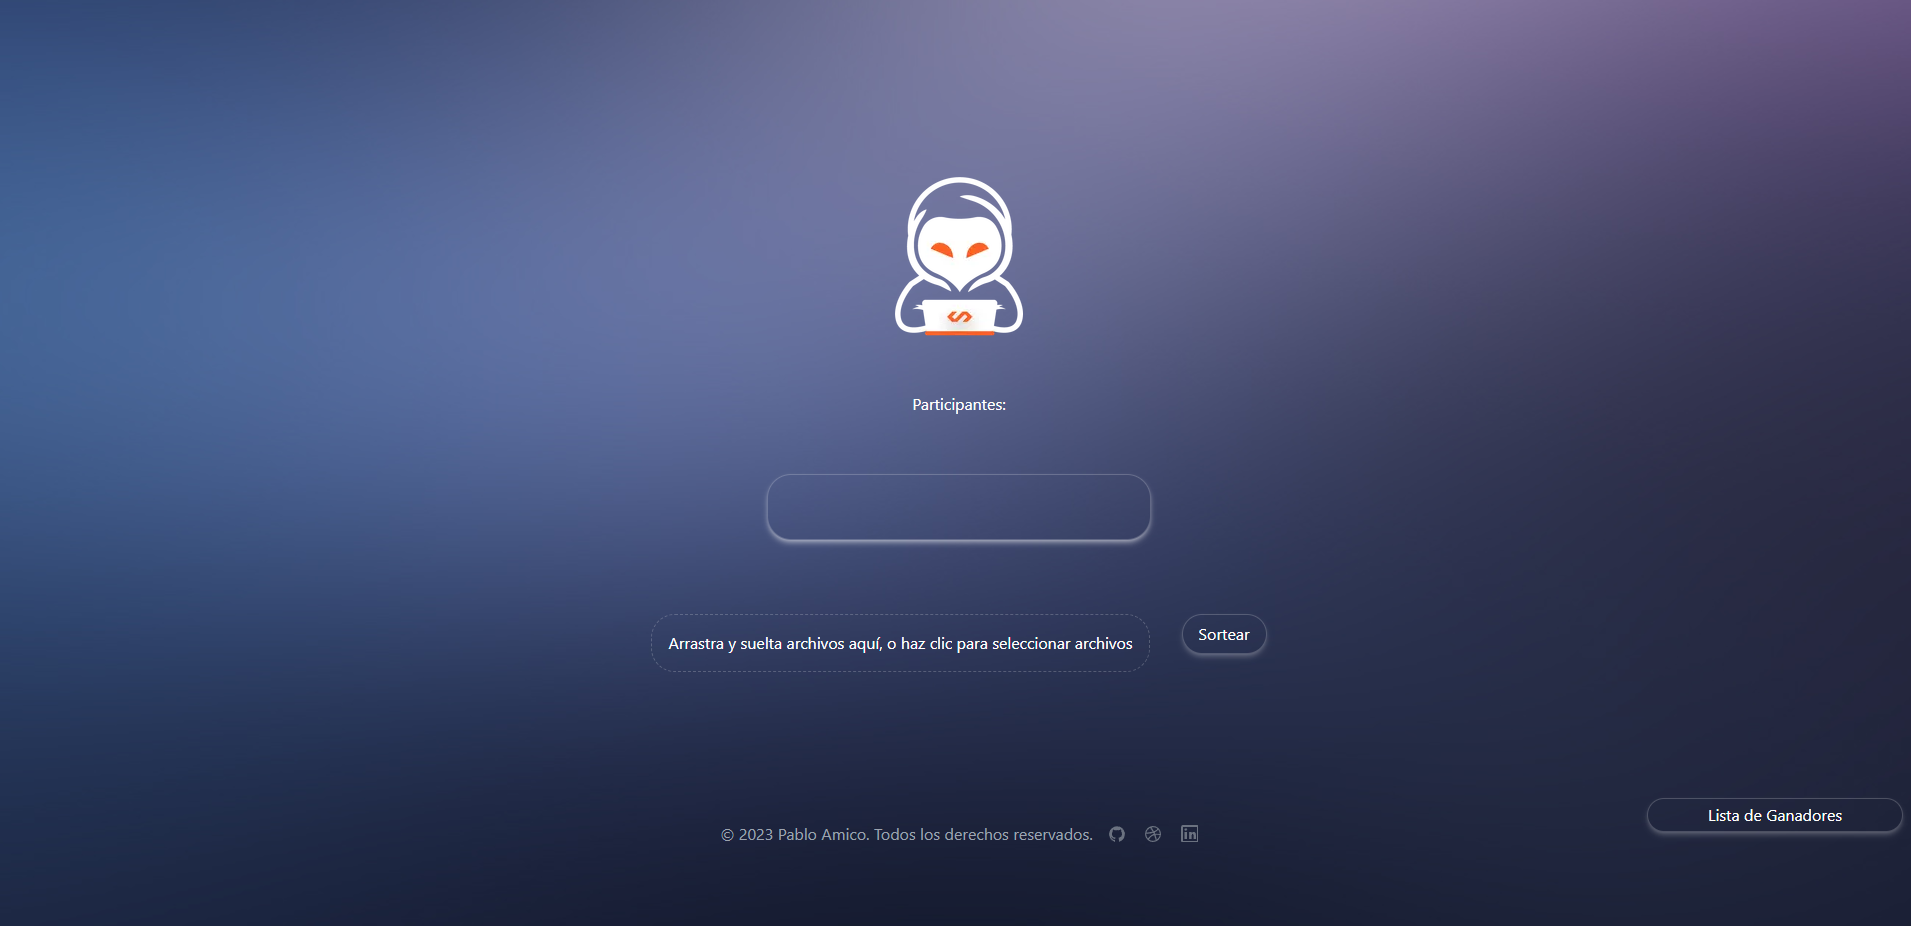 Participantes:
Arrastra y suelta archivos aquí, o haz clic para seleccionar archivos
Sortear
Lista de Ganadores
© 2023 Pablo Amico. Todos los derechos reservados.